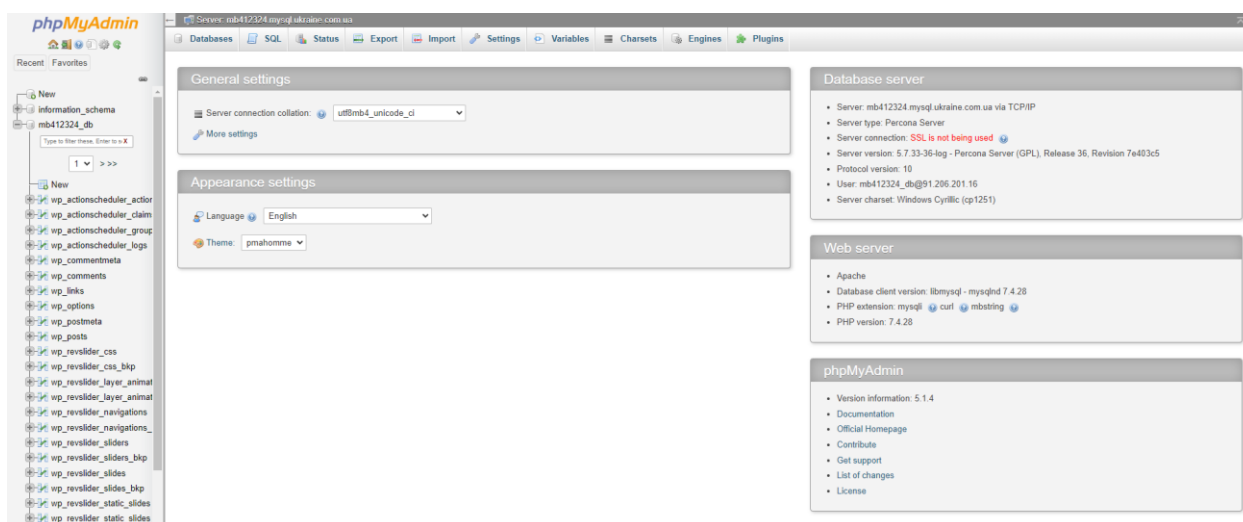 phpMyAdmin
Recent Favorites
New
information_schema
mb412324_db
Type to filter these, Enter to s X
1 > >>
New
wp_actionscheduler_action
wp_actionscheduler_claim
wp_actionscheduler_group
wp_actionscheduler_logs
wp_commentmeta
wp_comments
wp_links
wp_options
wp_postmeta
wp_posts
wp_revslider_css
wp_revslider_css_bkp
wp_revslider_layer_animat
wp_revslider_layer_animat
wp_revslider_navigations
wp_revslider_navigations_
wp_revslider_sliders
wp_revslider_sliders_bkp
wp_revslider_slides
wp_revslider_slides_bkp
wp_revslider_static_slides
wp_revslider_static_slides
Server: mb412324.mysql.ukraine.com.ua
Databases SQL Status Export Import Settings Variables Charsets Engines Plugins
General settings
Server connection collation: utf8mb4_unicode_ci
More settings
Appearance settings
Language English
Theme: pmahomme
Database server
Server: mb412324.mysql.ukraine.com.ua via TCP/IP
Server type: Percona Server
Server connection: SSL is not being used
Server version: 5.7.33-36-log - Percona Server (GPL), Release 36, Revision 7e403c5
Protocol version: 10
User: mb412324_db@91.206.201.16
Server charset: Windows Cyrillic (cp1251)
Web server
Apache
Database client version: libmysql - mysqlnd 7.4.28
PHP extension: mysqli curl mbstring
PHP version: 7.4.28
phpMyAdmin
Version information: 5.1.4
Documentation
Official Homepage
Contribute
Get support
List of changes
License